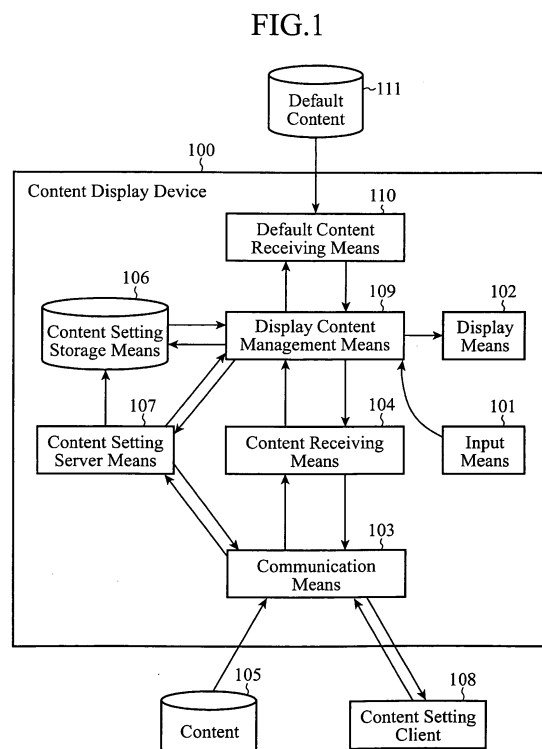 FIG.1
Default
Content
111
100
Content Display Device
110
Default Content
Receiving Means
106
Content Setting
Storage Means
109
Display Content
Management Means
102
Display
Means
107
Content Setting
Server Means
104
Content Receiving
Means
101
Input
Means
103
Communication
Means
105
Content
108
Content Setting
Client